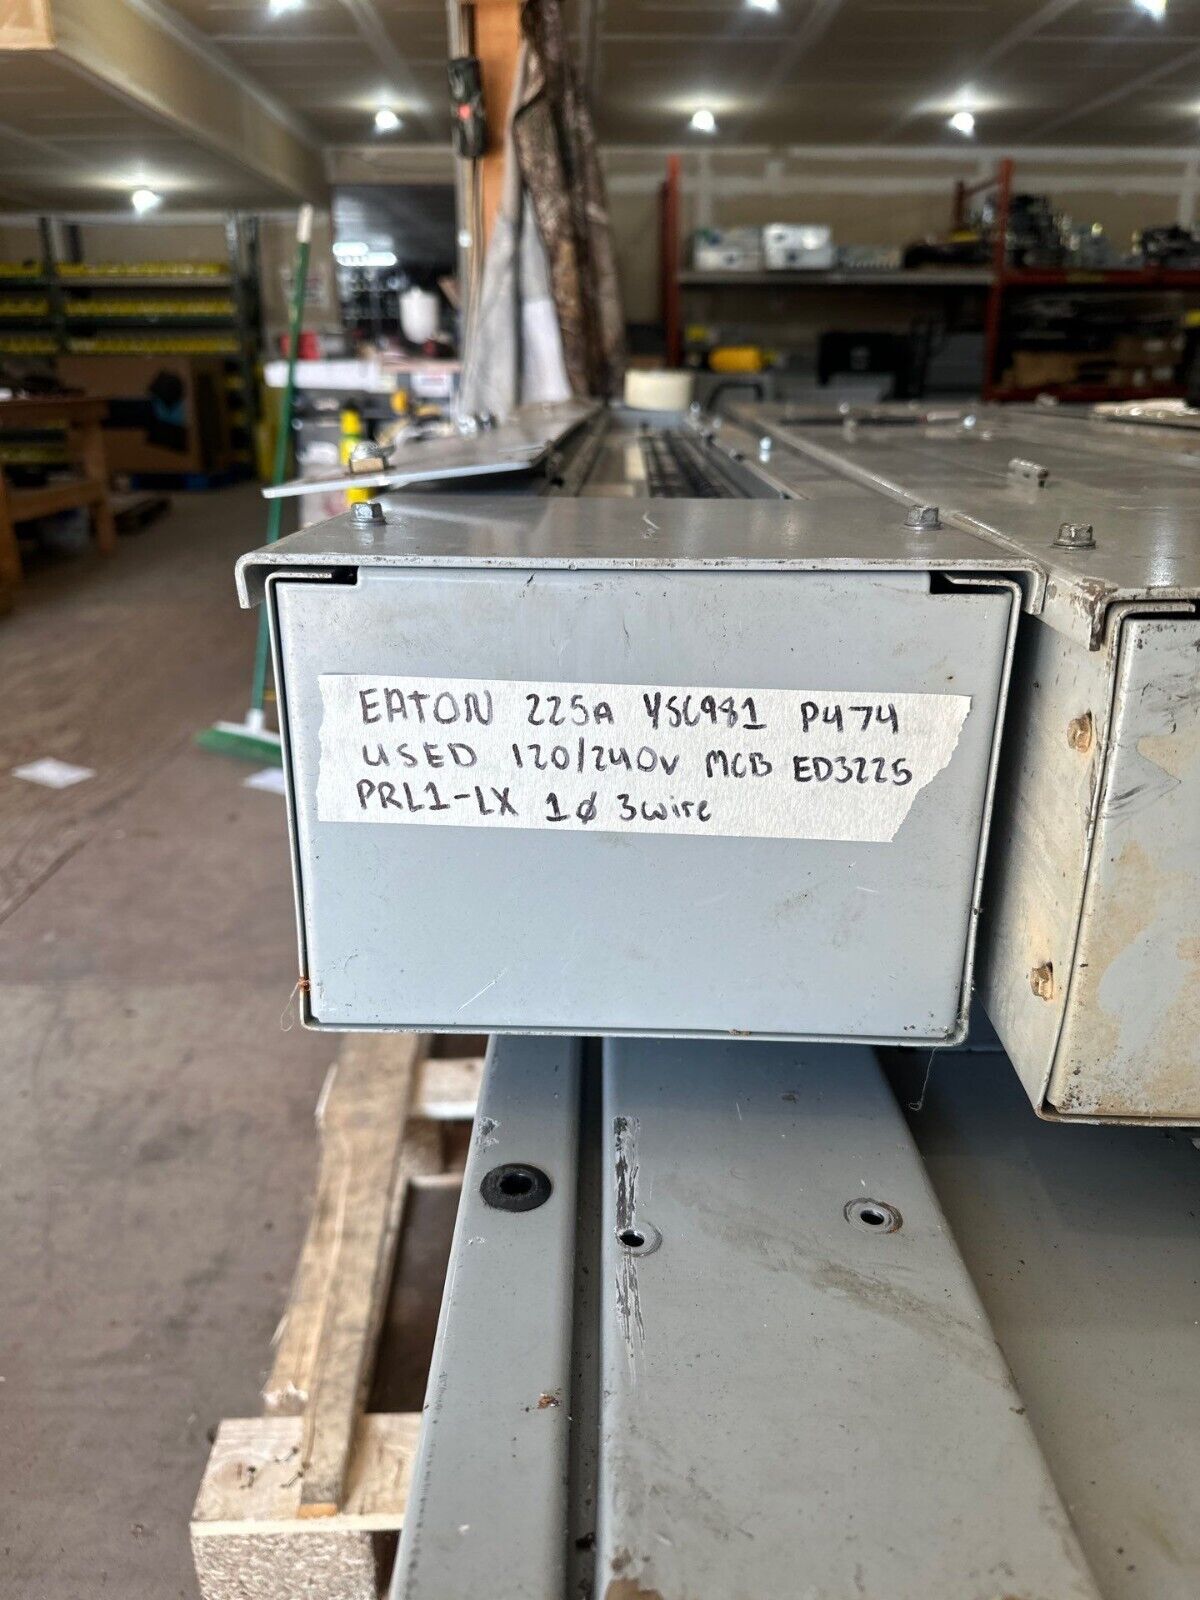 EATON 225A YSC981 P474
USED 120/240V MCB ED3225
PRL1-LX 1ø 3wire